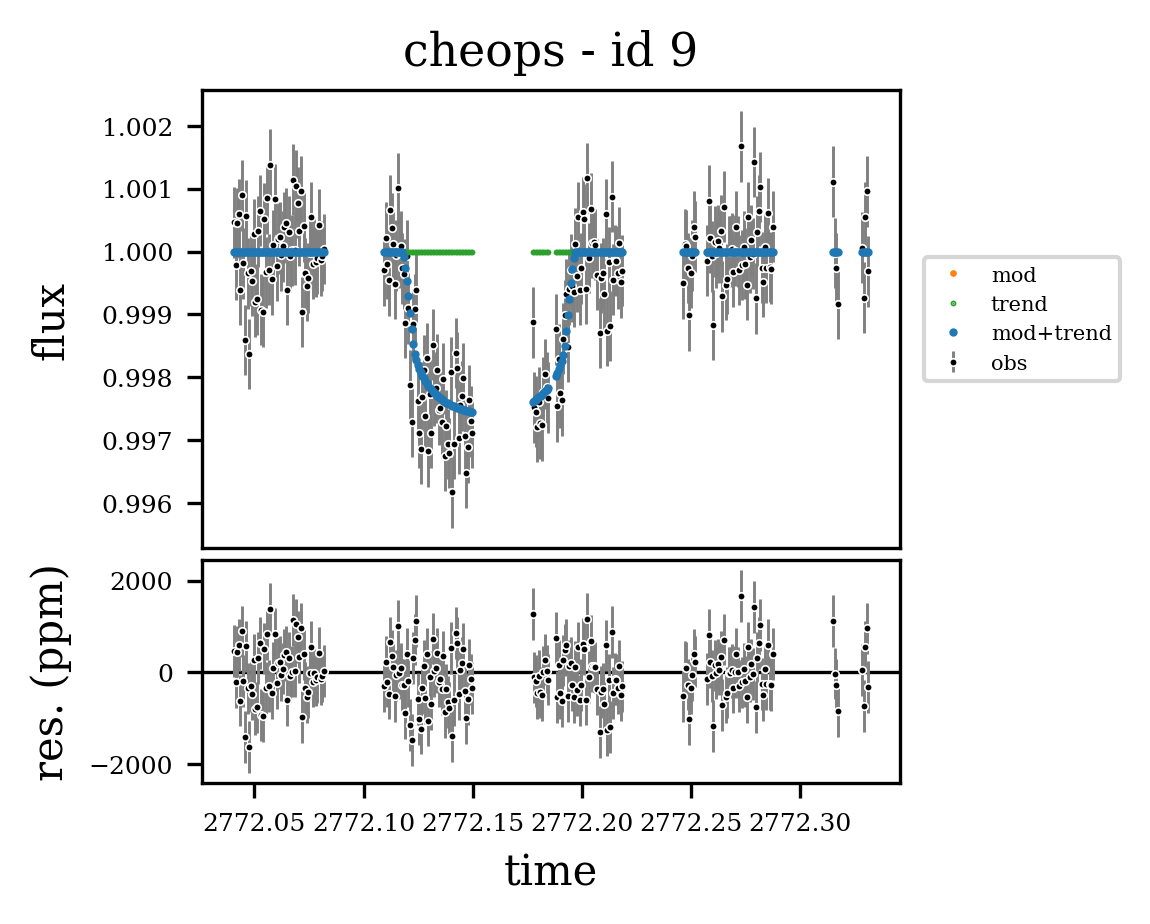 cheops - id 9
flux
1.002
1.001
1.000
0.999
0.998
0.997
0.996
mod
trend
mod+trend
obs
res. (ppm)
2000
0
−2000
2772.05 2772.10 2772.15 2772.20 2772.25 2772.30
time